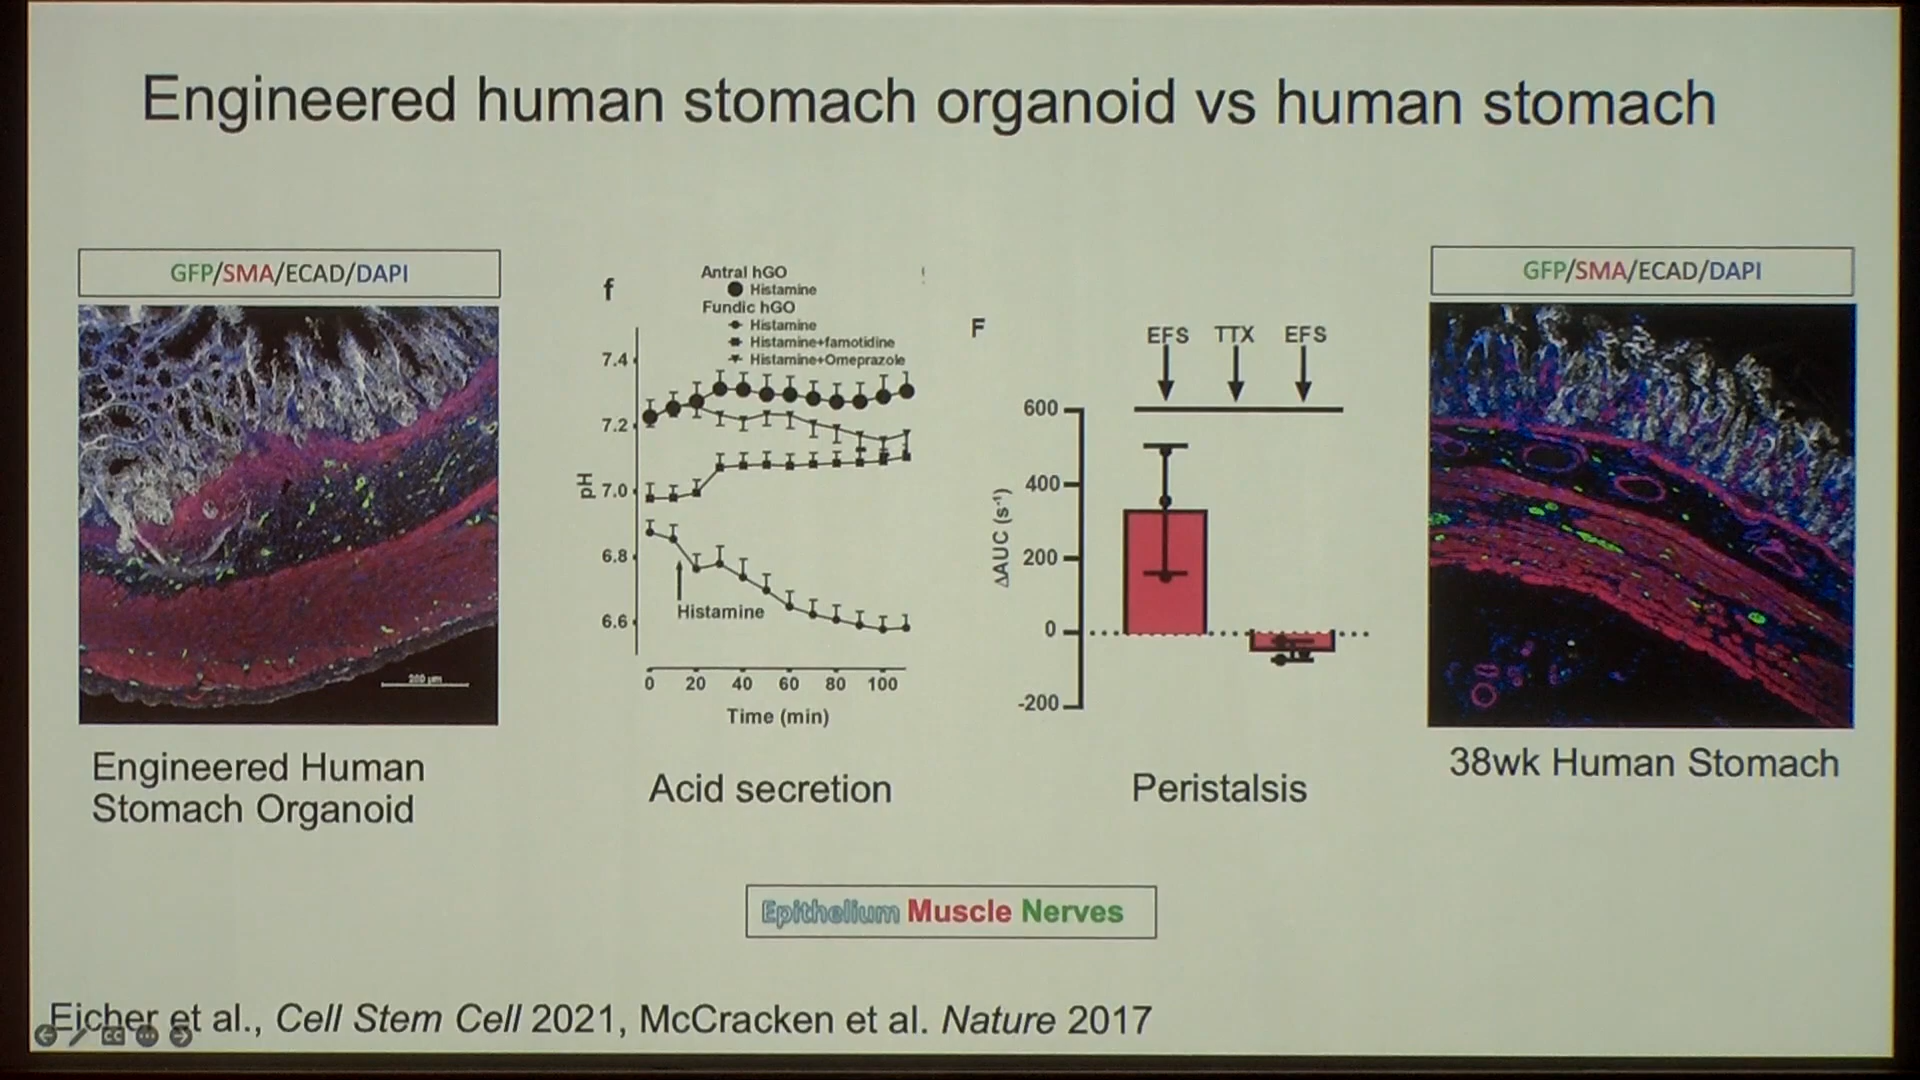 Engineered human stomach organoid vs human stomach
GFP/SMA/ECAD/DAPI
200 µm
Engineered Human
Stomach Organoid
f
Antral hGO
Histamine
Fundic hGO
Histamine
Histamine+famotidine
Histamine+Omeprazole
7.4
7.2
7.0
6.8
6.6
pH
Histamine
0 20 40 60 80 100
Time (min)
Acid secretion
F
EFS TTX EFS
600
400
200
0
-200
ΔAUC (s⁻¹)
Peristalsis
GFP/SMA/ECAD/DAPI
38wk Human Stomach
Epithelium Muscle Nerves
Eicher et al., Cell Stem Cell 2021, McCracken et al. Nature 2017
CC